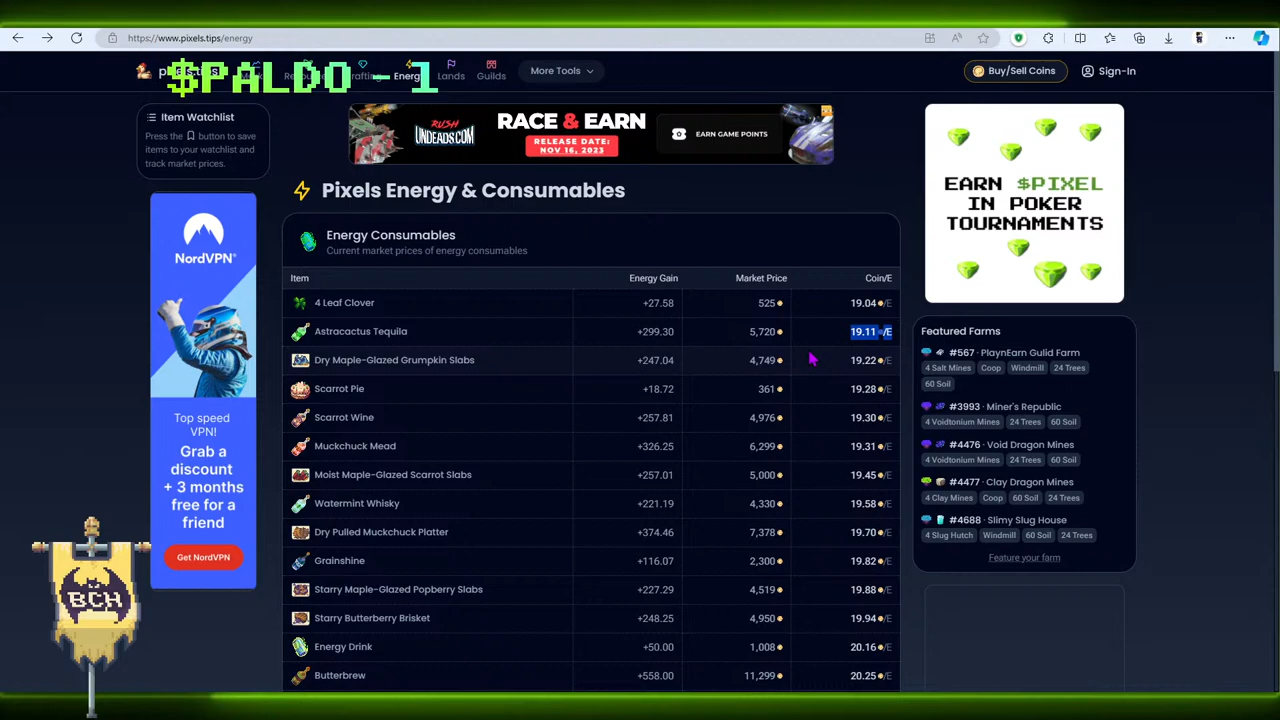 https://www.pixels.tips/energy
$PALDO -1
Energy
Lands
Guilds
More Tools
Buy/Sell Coins
Sign-In
Item Watchlist
Press the button to save
items to your watchlist and
track market prices.
RUSH
UNDEADS.COM
RACE & EARN
RELEASE DATE:
NOV 16, 2023
EARN GAME POINTS
EARN $PIXEL
IN POKER
TOURNAMENTS
NordVPN®
Top speed
VPN!
Grab a
discount
+ 3 months
free for a
friend
Get NordVPN
BCH
Pixels Energy & Consumables
Energy Consumables
Current market prices of energy consumables
Item Energy Gain Market Price Coin/E
4 Leaf Clover +27.58 525 19.04 /E
Astracactus Tequila +299.30 5,720 19.11 /E
Dry Maple-Glazed Grumpkin Slabs +247.04 4,749 19.22 /E
Scarrot Pie +18.72 361 19.28 /E
Scarrot Wine +257.81 4,976 19.30 /E
Muckchuck Mead +326.25 6,299 19.31 /E
Moist Maple-Glazed Scarrot Slabs +257.01 5,000 19.45 /E
Watermint Whisky +221.19 4,330 19.58 /E
Dry Pulled Muckchuck Platter +374.46 7,378 19.70 /E
Grainshine +116.07 2,300 19.82 /E
Starry Maple-Glazed Popberry Slabs +227.29 4,519 19.88 /E
Starry Butterberry Brisket +248.25 4,950 19.94 /E
Energy Drink +50.00 1,008 20.16 /E
Butterbrew +558.00 11,299 20.25 /E
Featured Farms
#567 · PlaynEarn Guild Farm
4 Salt Mines Coop Windmill 24 Trees
60 Soil
#3993 · Miner's Republic
4 Voidtonium Mines 24 Trees 60 Soil
#4476 · Void Dragon Mines
4 Voidtonium Mines 24 Trees 60 Soil
#4477 · Clay Dragon Mines
4 Clay Mines Coop 60 Soil 24 Trees
#4688 · Slimy Slug House
4 Slug Hutch Windmill 60 Soil 24 Trees
Feature your farm